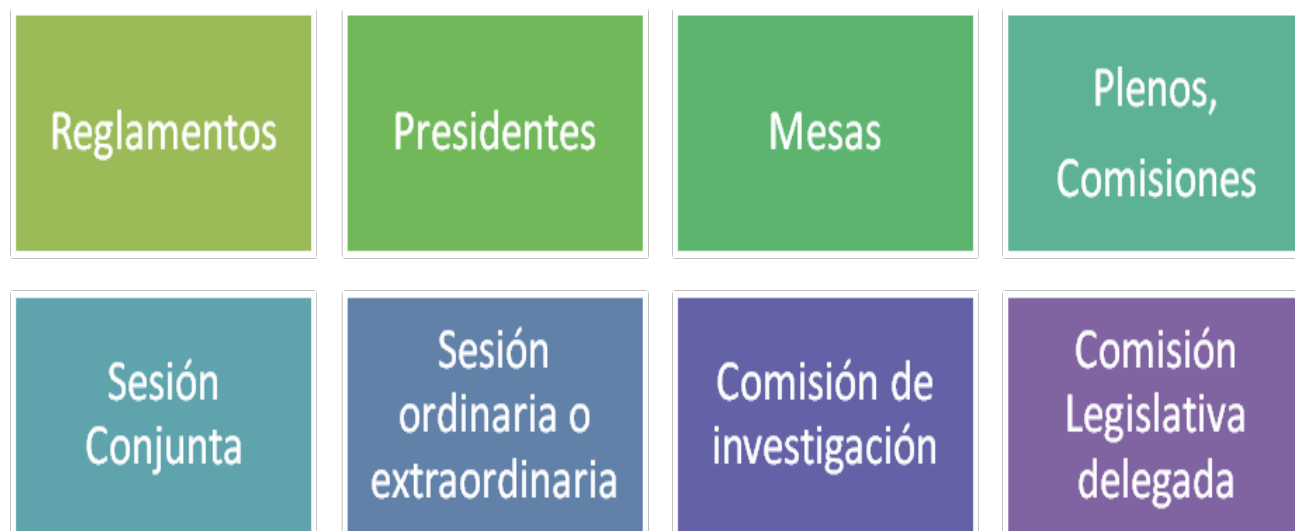 Reglamentos
Presidentes
Mesas
Plenos,
Comisiones
Sesión
Conjunta
Sesión
ordinaria o
extraordinaria
Comisión de
investigación
Comisión
Legislativa
delegada